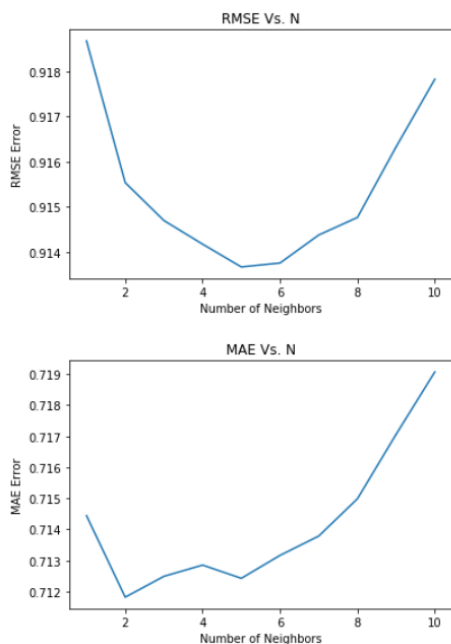 RMSE Vs. N
0.918
0.917
0.916
0.915
0.914
RMSE Error
2 4 6 8 10
Number of Neighbors
MAE Vs. N
0.719
0.718
0.717
0.716
0.715
0.714
0.713
0.712
MAE Error
2 4 6 8 10
Number of Neighbors